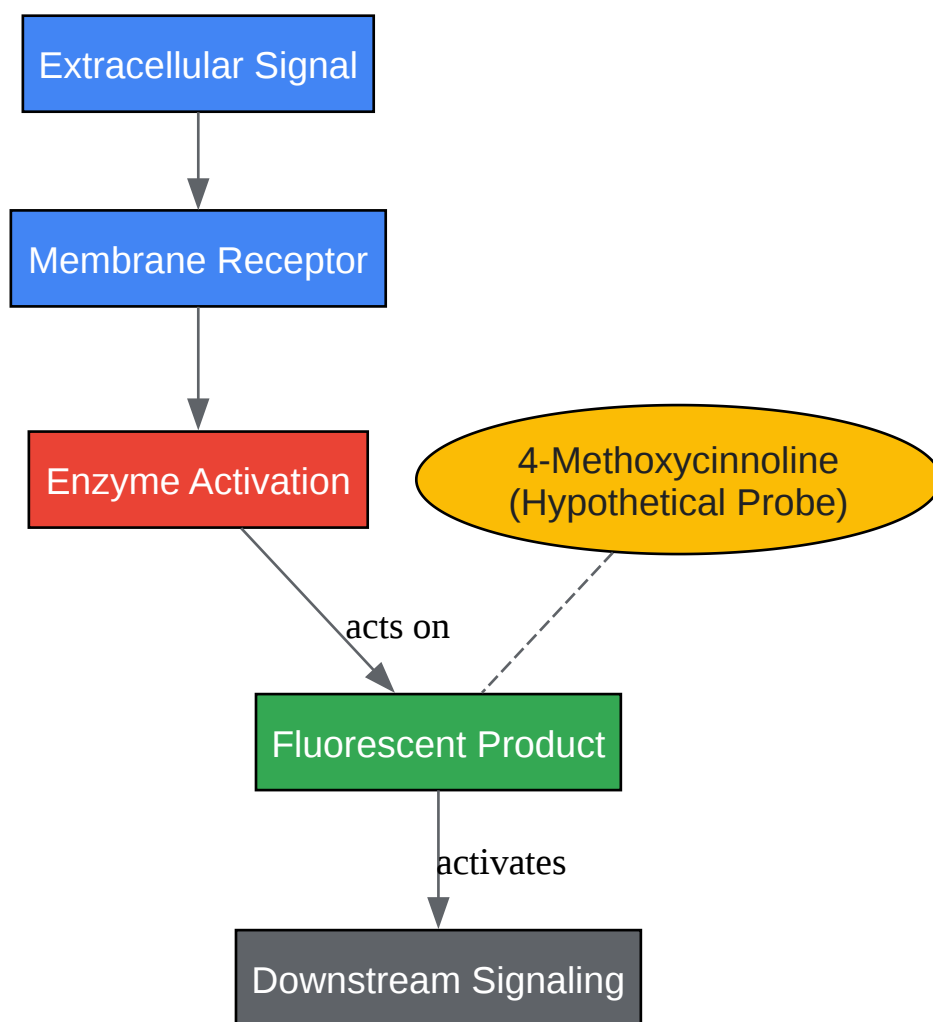 Extracellular Signal
Membrane Receptor
Enzyme Activation
4-Methoxycinnoline
(Hypothetical Probe)
acts on
Fluorescent Product
activates
Downstream Signaling